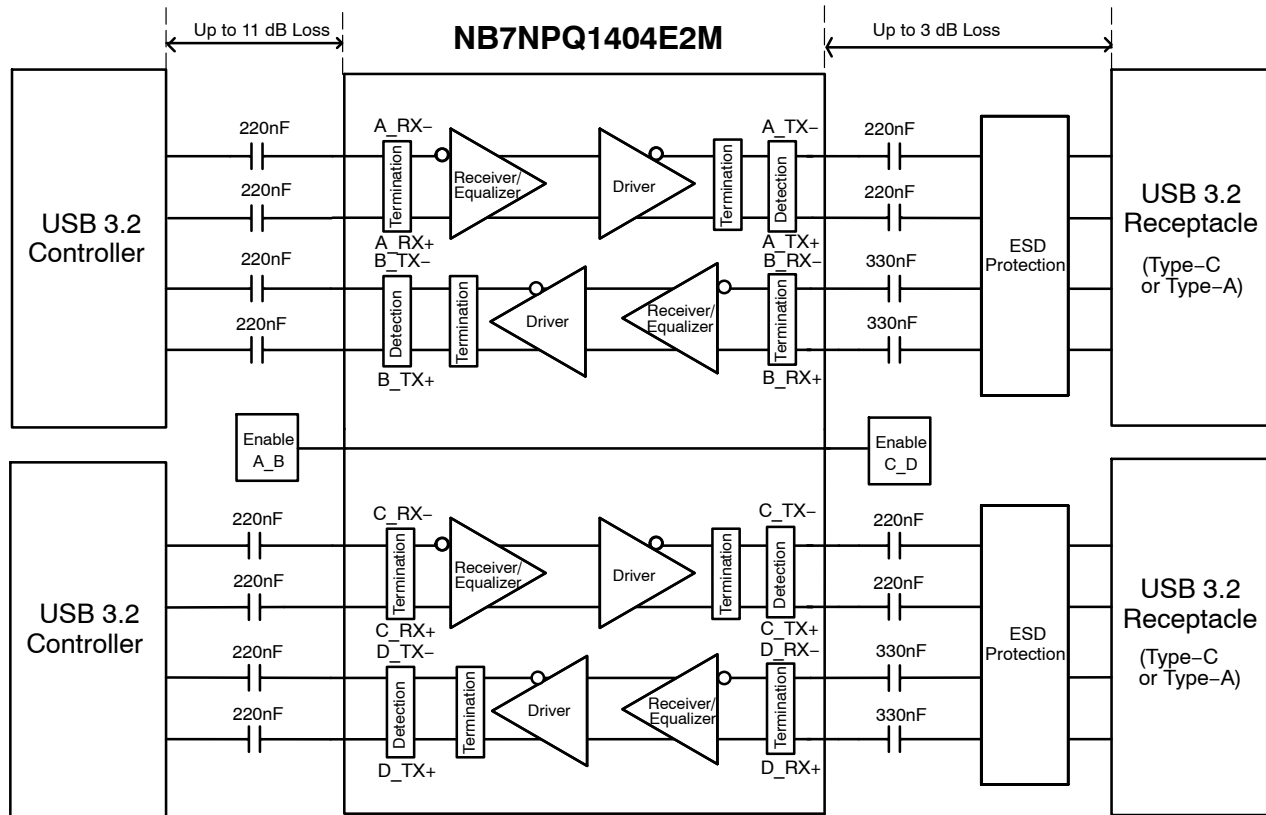 Up to 11 dB Loss
NB7NPQ1404E2M
Up to 3 dB Loss
220nF
A_RX−
A_TX−
220nF
Termination
Receiver/
Equalizer
Driver
Termination
Detection
220nF
220nF
USB 3.2
Controller
A_RX+
A_TX+
B_TX−
B_RX−
220nF
330nF
Detection
Termination
Driver
Receiver/
Equalizer
Termination
220nF
330nF
B_TX+
B_RX+
ESD
Protection
USB 3.2
Receptacle
(Type−C
or Type−A)
Enable
A_B
Enable
C_D
220nF
C_RX−
C_TX−
220nF
Termination
Receiver/
Equalizer
Driver
Termination
Detection
220nF
220nF
USB 3.2
Controller
C_RX+
C_TX+
D_TX−
D_RX−
220nF
330nF
Detection
Termination
Driver
Receiver/
Equalizer
Termination
220nF
330nF
D_TX+
D_RX+
ESD
Protection
USB 3.2
Receptacle
(Type−C
or Type−A)